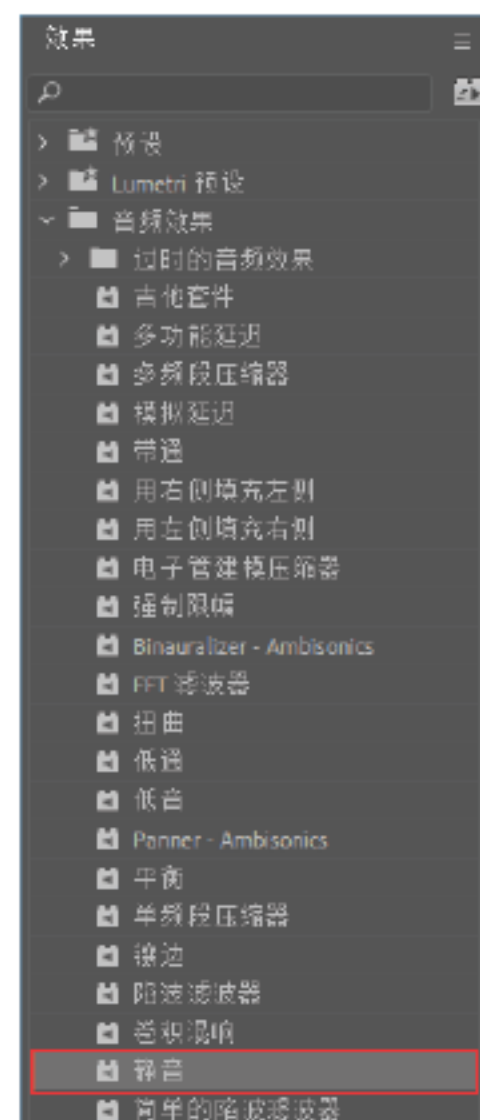 效果
预设
Lumetri 预设
音频效果
过时的音频效果
吉他套件
多功能延迟
多频段压缩器
模拟延迟
带通
用右侧填充左侧
用左侧填充右侧
电子管建模压缩器
强制限幅
Binauralizer - Ambisonics
FFT 滤波器
扭曲
低通
低音
Panner - Ambisonics
平衡
单频段压缩器
镶边
陷波滤波器
卷积混响
静音
简单的陷波滤波器